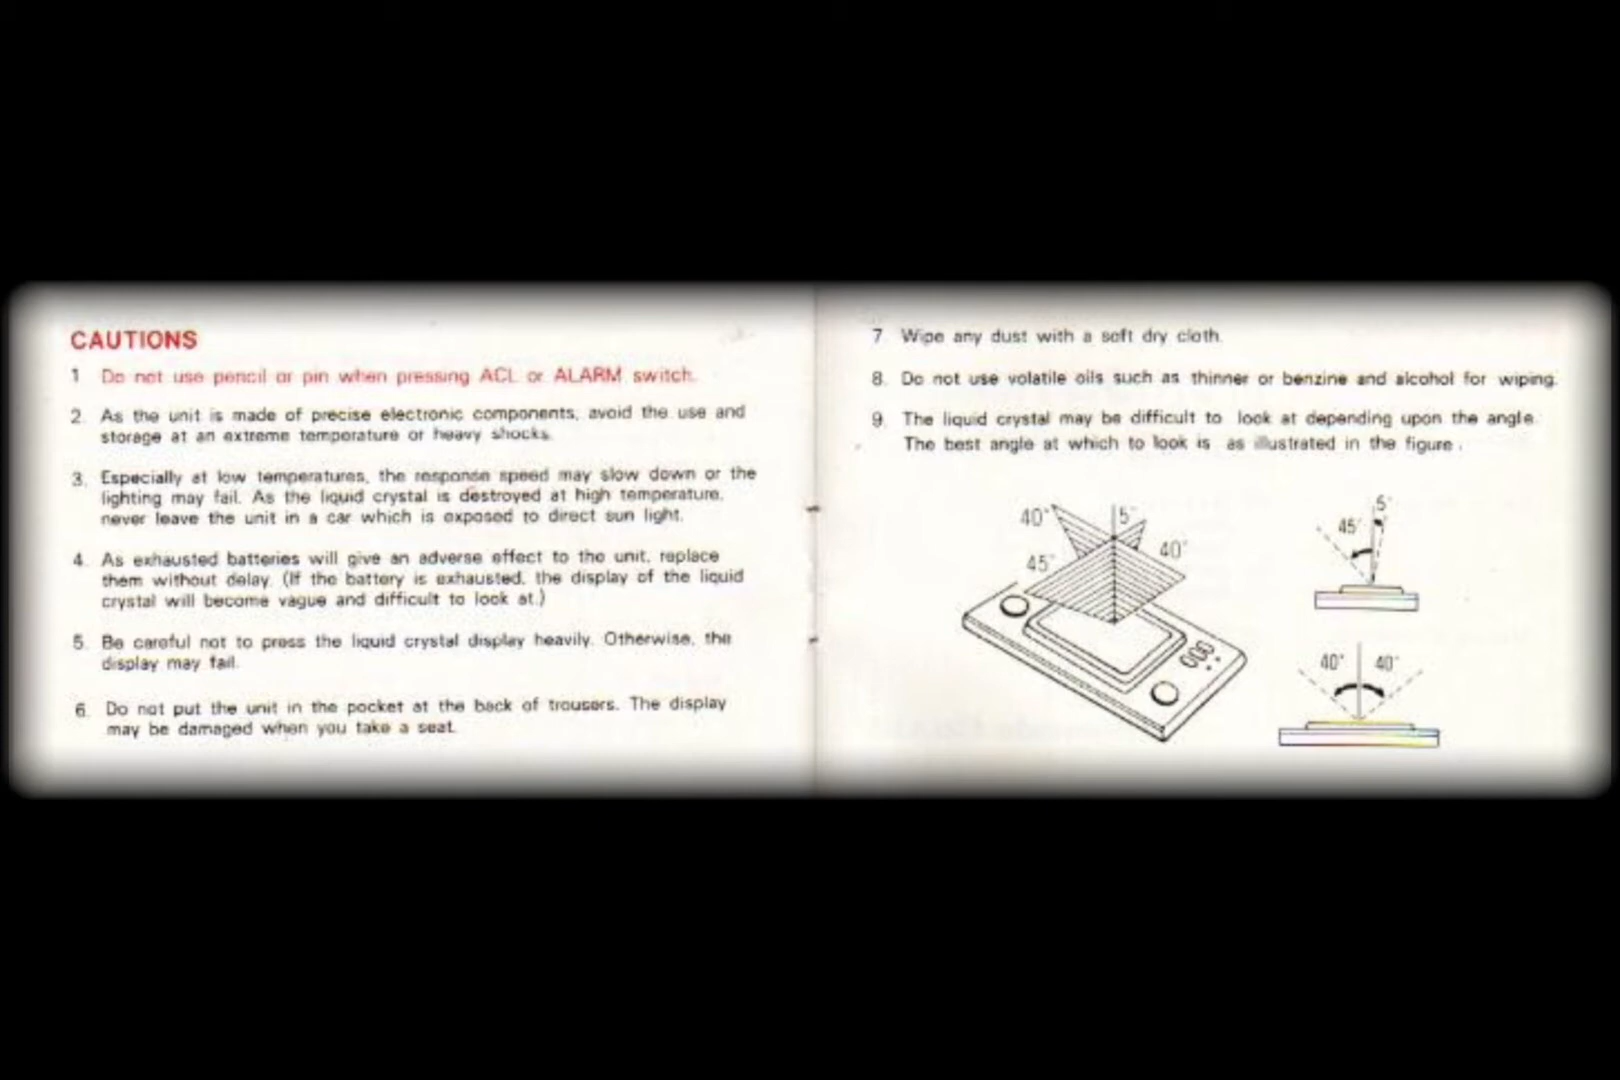 CAUTIONS
1 Do not use pencil or pin when pressing ACL or ALARM switch.
2. As the unit is made of precise electronic components, avoid the use and
storage at an extreme temperature or heavy shocks.
3. Especially at low temperatures, the response speed may slow down or the
lighting may fail. As the liquid crystal is destroyed at high temperature,
never leave the unit in a car which is exposed to direct sun light.
4. As exhausted batteries will give an adverse effect to the unit, replace
them without delay. (If the battery is exhausted, the display of the liquid
crystal will become vague and difficult to look at.)
5. Be careful not to press the liquid crystal display heavily. Otherwise, the
display may fail.
6. Do not put the unit in the pocket at the back of trousers. The display
may be damaged when you take a seat.
7 Wipe any dust with a soft dry cloth.
8. Do not use volatile oils such as thinner or benzine and alcohol for wiping.
9. The liquid crystal may be difficult to look at depending upon the angle.
The best angle at which to look is as illustrated in the figure.
40° 5°
45° 40°
5°
45°
40° 40°